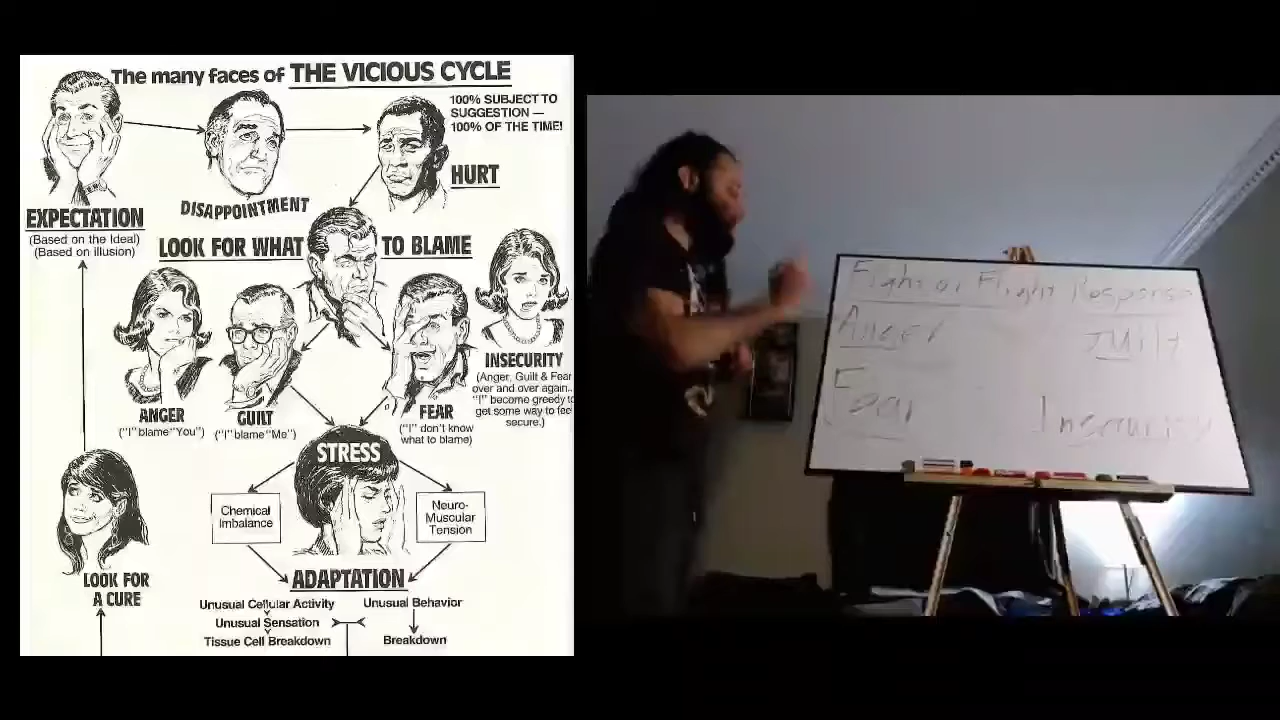 The many faces of THE VICIOUS CYCLE
100% SUBJECT TO
SUGGESTION —
100% OF THE TIME!
HURT
DISAPPOINTMENT
EXPECTATION
(Based on the Ideal)
(Based on illusion)
LOOK FOR WHAT TO BLAME
INSECURITY
(Anger, Guilt & Fear
over and over again..
"I" become greedy to
get some way to feel
secure.)
ANGER
("I" blame "You")
GUILT
("I" blame "Me")
FEAR
("I" don't know
what to blame)
STRESS
Chemical
Imbalance
Neuro-
Muscular
Tension
LOOK FOR
A CURE
ADAPTATION
Unusual Cellular Activity
Unusual Behavior
Unusual Sensation
Tissue Cell Breakdown
Breakdown
Fight or Flight Response
Anger
Guilt
Fear
Insecurity